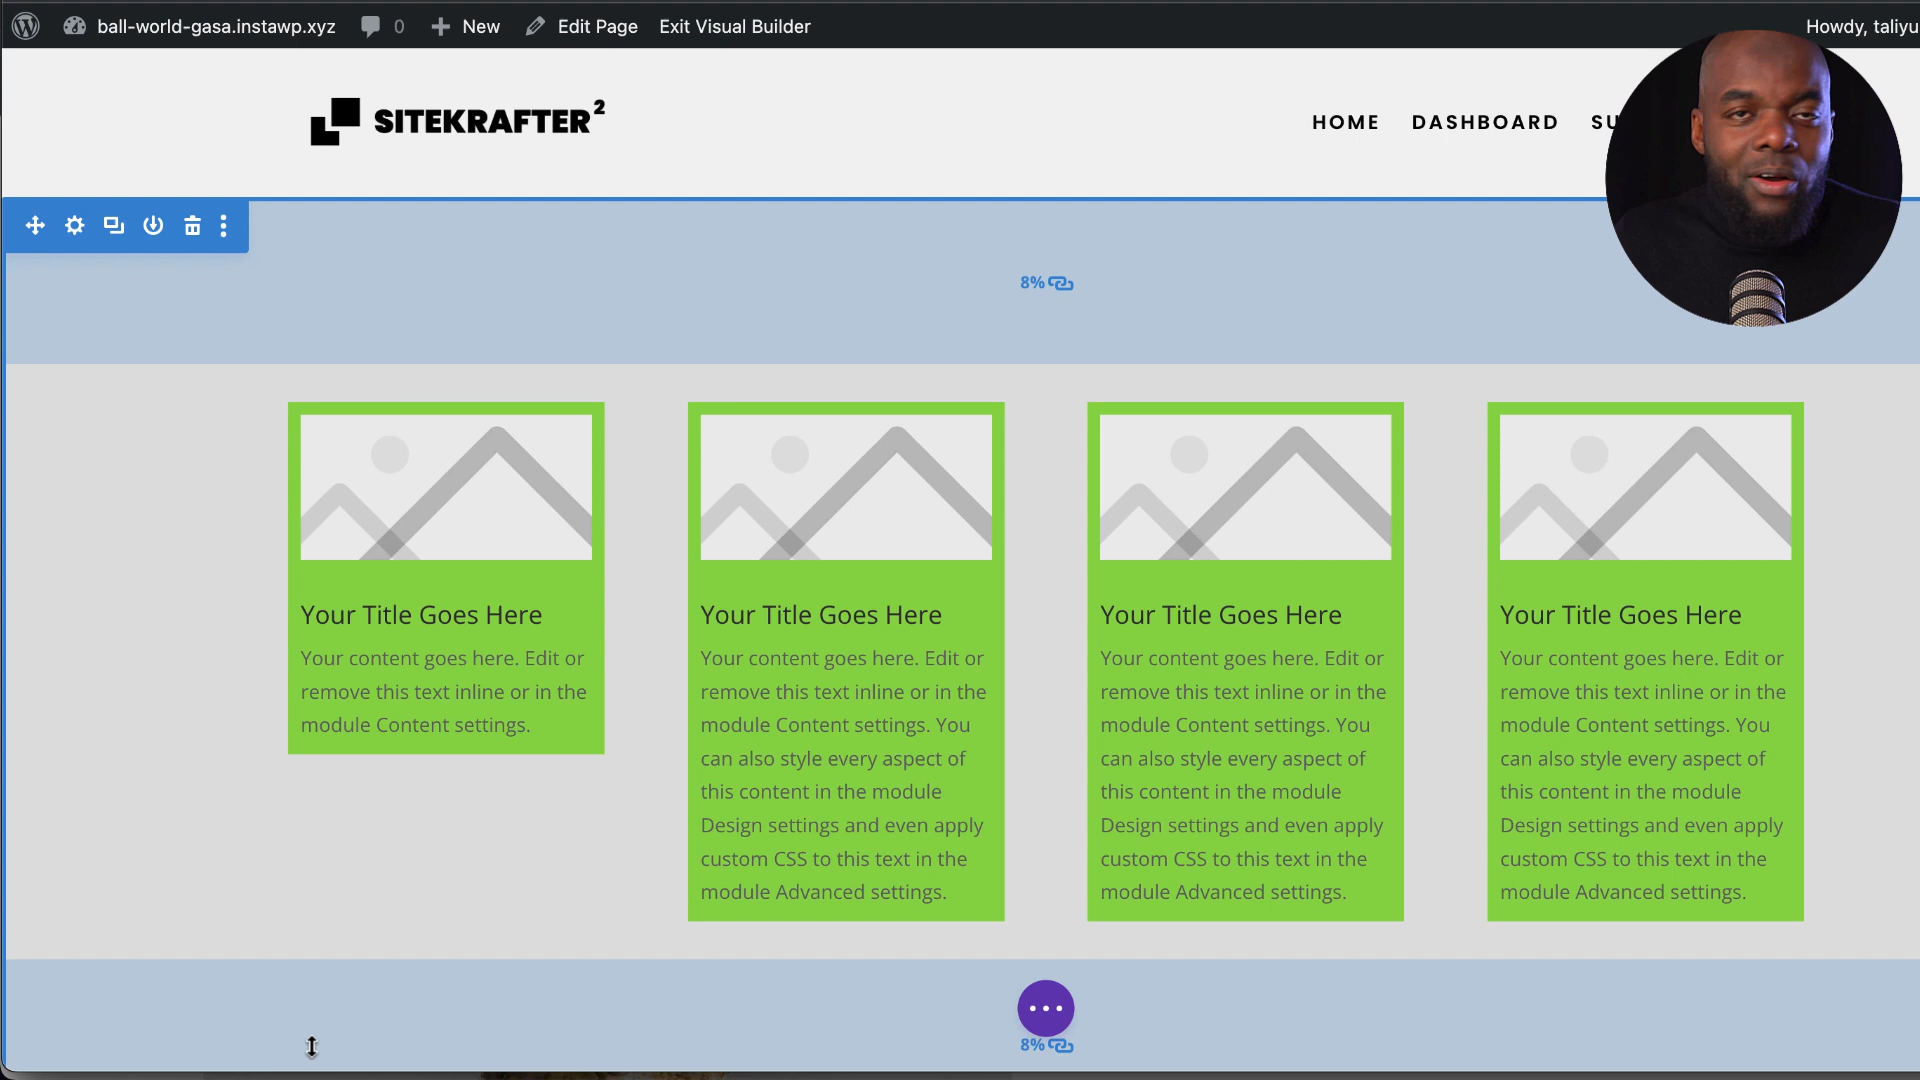 ball-world-gasa.instawp.xyz 0 New Edit Page Exit Visual Builder Howdy, taliyu
SITEKRAFTER²
HOME DASHBOARD SU
8%
Your Title Goes Here
Your content goes here. Edit or
remove this text inline or in the
module Content settings.
Your Title Goes Here
Your content goes here. Edit or
remove this text inline or in the
module Content settings. You
can also style every aspect of
this content in the module
Design settings and even apply
custom CSS to this text in the
module Advanced settings.
Your Title Goes Here
Your content goes here. Edit or
remove this text inline or in the
module Content settings. You
can also style every aspect of
this content in the module
Design settings and even apply
custom CSS to this text in the
module Advanced settings.
Your Title Goes Here
Your content goes here. Edit or
remove this text inline or in the
module Content settings. You
can also style every aspect of
this content in the module
Design settings and even apply
custom CSS to this text in the
module Advanced settings.
8%